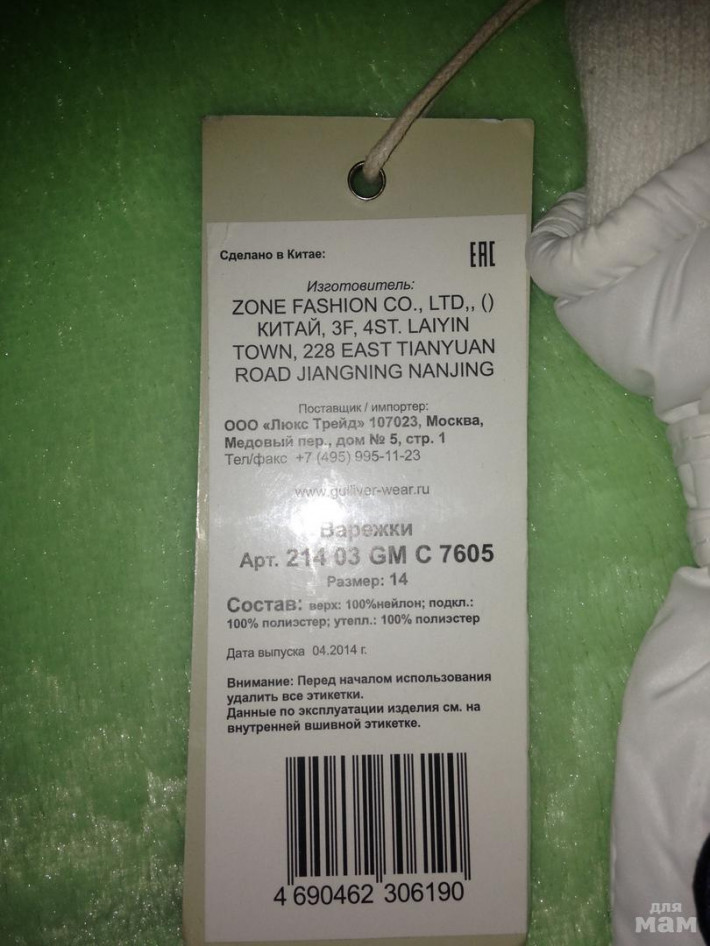 Сделано в Китае:
EAC
Изготовитель:
ZONE FASHION CO., LTD,, ()
КИТАЙ, 3F, 4ST. LAIYIN
TOWN, 228 EAST TIANYUAN
ROAD JIANGNING NANJING
Поставщик / импортер:
ООО «Люкс Трейд» 107023, Москва,
Медовый пер., дом № 5, стр. 1
Тел/факс +7 (495) 995-11-23
www.gulliver-wear.ru
Варежки
Арт. 214 03 GM C 7605
Размер: 14
Состав: верх: 100%нейлон; подкл.:
100% полиэстер; утепл.: 100% полиэстер
Дата выпуска 04.2014 г.
Внимание: Перед началом использования
удалить все этикетки.
Данные по эксплуатации изделия см. на
внутренней вшивной этикетке.
4 690462 306190
для
мам